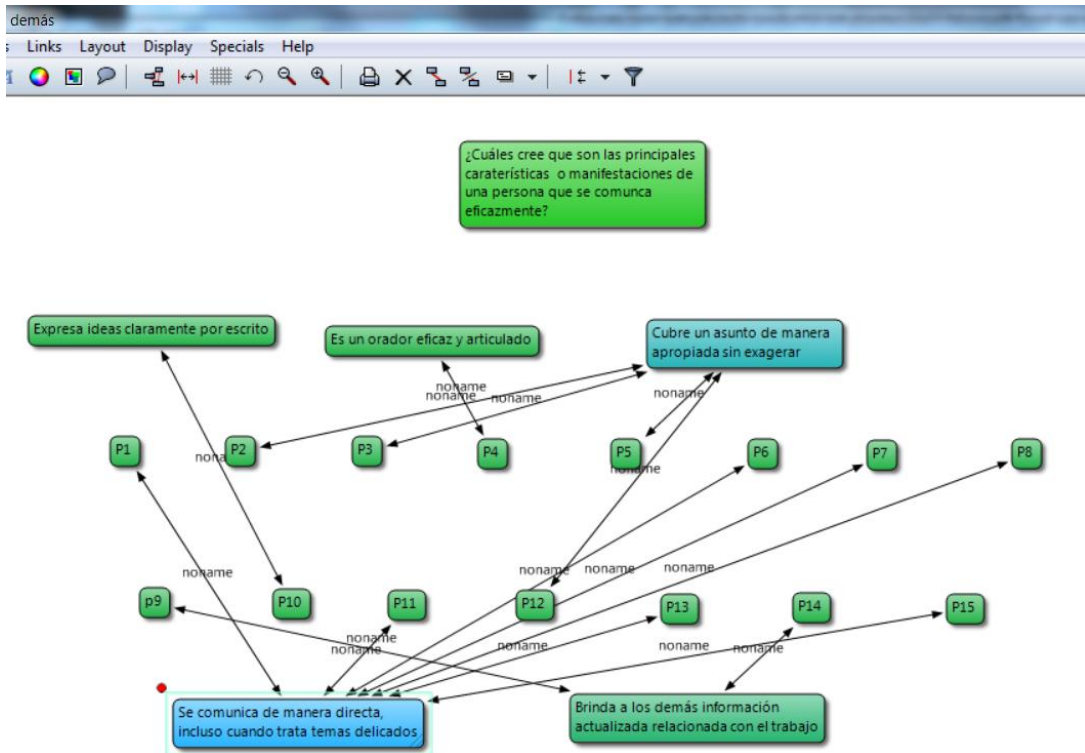 demás
Links Layout Display Specials Help
¿Cuáles cree que son las principales
caraterísticas o manifestaciones de
una persona que se comunca
eficazmente?
Expresa ideas claramente por escrito
Es un orador eficaz y articulado
Cubre un asunto de manera
apropiada sin exagerar
noname
noname
noname
noname
P1
P2
P3
P4
P5
P6
P7
P8
noname
noname
noname
noname
noname
p9
P10
P11
P12
P13
P14
P15
noname
noname
noname
noname
noname
noname
Se comunica de manera directa,
incluso cuando trata temas delicados
Brinda a los demás información
actualizada relacionada con el trabajo